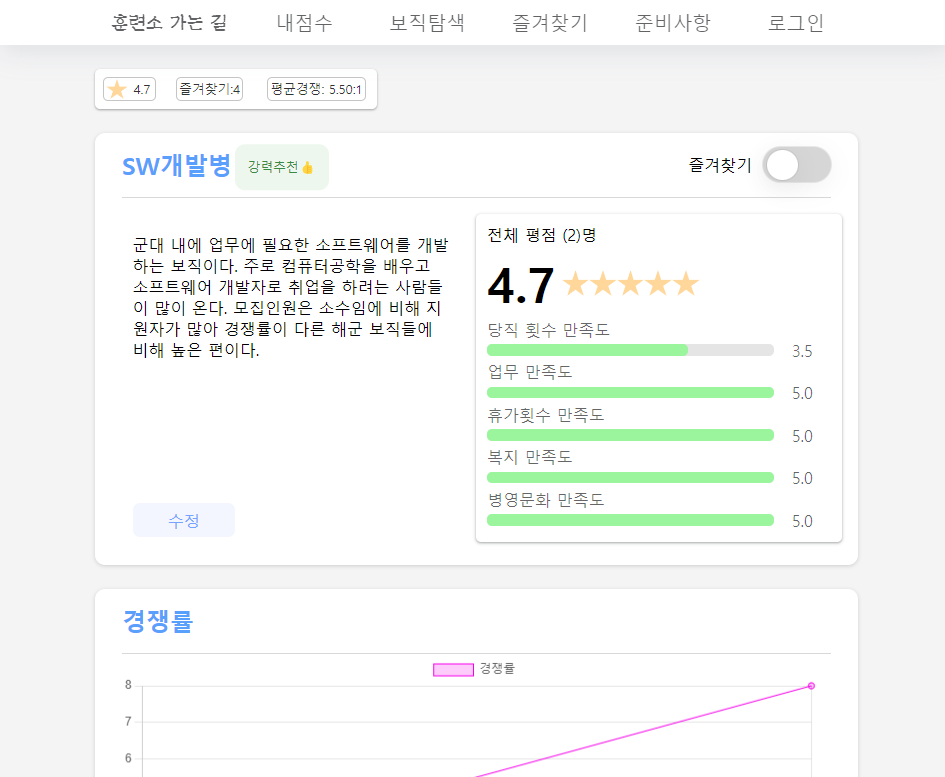 훈련소 가는 길 내점수 보직탐색 즐겨찾기 준비사항 로그인
4.7 즐겨찾기:4 평균경쟁: 5.50:1
SW개발병 강력추천👍 즐겨찾기
군대 내에 업무에 필요한 소프트웨어를 개발
하는 보직이다. 주로 컴퓨터공학을 배우고
소프트웨어 개발자로 취업을 하려는 사람들
이 많이 온다. 모집인원은 소수임에 비해 지
원자가 많아 경쟁률이 다른 해군 보직들에
비해 높은 편이다.
수정
전체 평점 (2)명
4.7 ★★★★★
당직 횟수 만족도
3.5
업무 만족도
5.0
휴가횟수 만족도
5.0
복지 만족도
5.0
병영문화 만족도
5.0
경쟁률
경쟁률
8
7
6